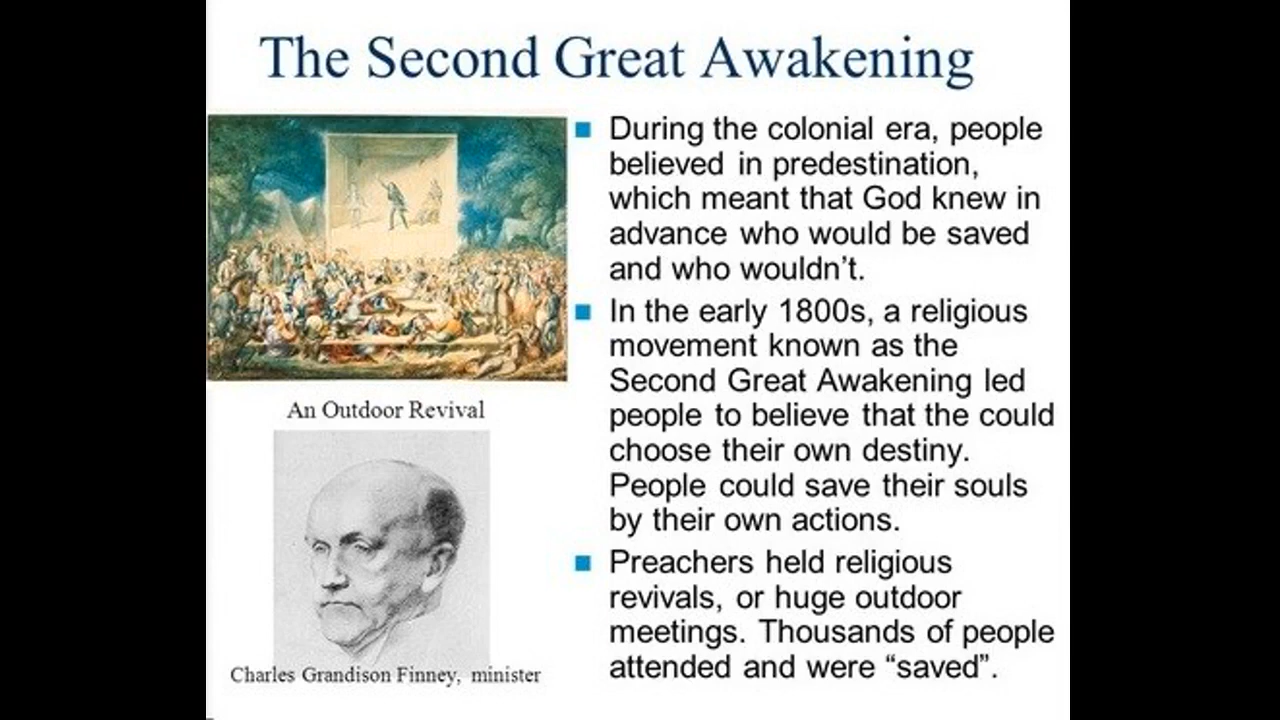 The Second Great Awakening
During the colonial era, people
believed in predestination,
which meant that God knew in
advance who would be saved
and who wouldn't.
In the early 1800s, a religious
movement known as the
Second Great Awakening led
people to believe that the could
choose their own destiny.
People could save their souls
by their own actions.
Preachers held religious
revivals, or huge outdoor
meetings. Thousands of people
attended and were “saved”.
An Outdoor Revival
Charles Grandison Finney, minister